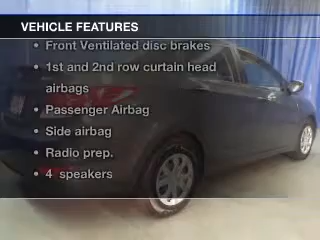 VEHICLE FEATURES
• Front Ventilated disc brakes
• 1st and 2nd row curtain head
airbags
• Passenger Airbag
• Side airbag
• Radio prep.
• 4 speakers